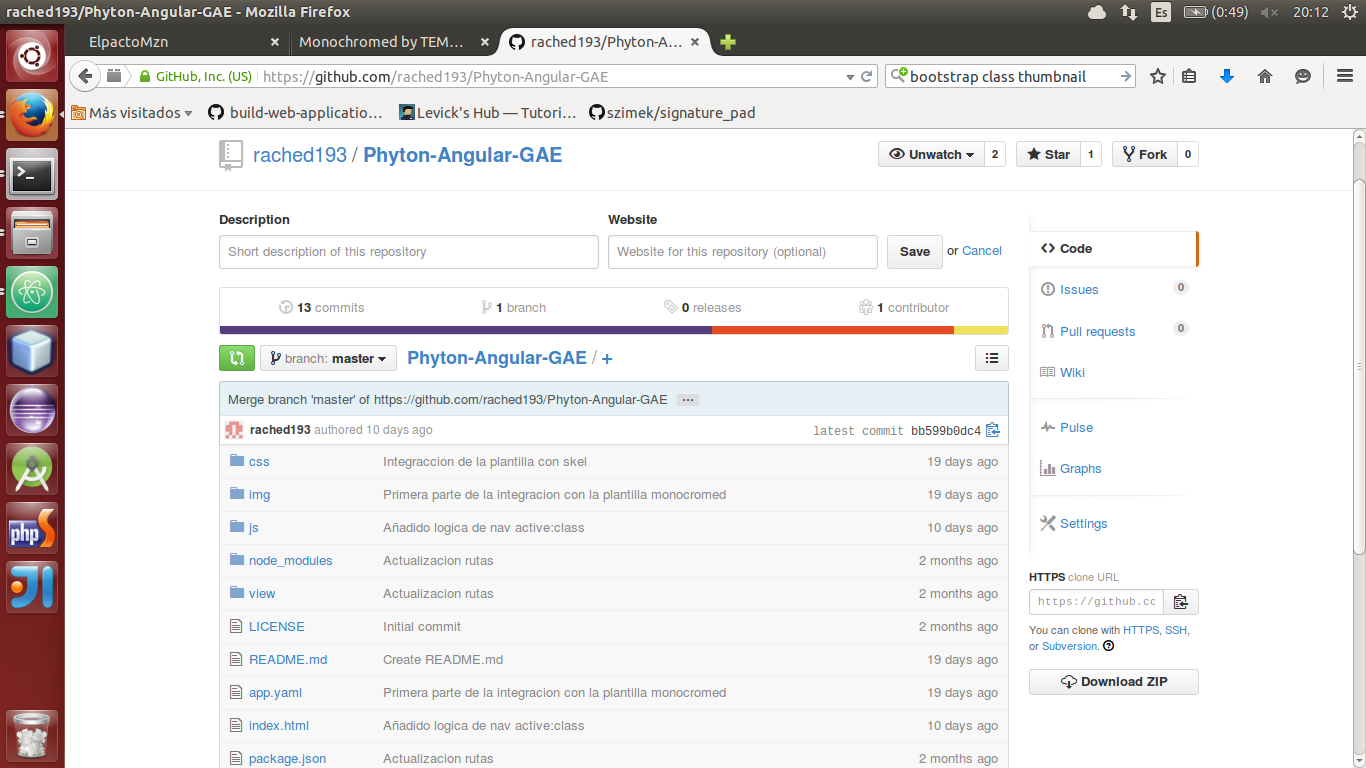 rached193/Phyton-Angular-GAE - Mozilla Firefox
Es
(0:49)
20:12
ElpactoMzn
Monochromed by TEM...
rached193/Phyton-A...
GitHub, Inc. (US)
https://github.com/rached193/Phyton-Angular-GAE
bootstrap class thumbnail
Más visitados
build-web-applicatio...
Levick's Hub — Tutori...
szimek/signature_pad
rached193 / Phyton-Angular-GAE
Unwatch 2
Star 1
Fork 0
Description
Website
Short description of this repository
Website for this repository (optional)
Save or Cancel
13 commits
1 branch
0 releases
1 contributor
branch: master
Phyton-Angular-GAE / +
Merge branch 'master' of https://github.com/rached193/Phyton-Angular-GAE ...
rached193 authored 10 days ago
latest commit bb599b0dc4
css Integraccion de la plantilla con skel 19 days ago
img Primera parte de la integracion con la plantilla monocromed 19 days ago
js Añadido logica de nav active:class 10 days ago
node_modules Actualizacion rutas 2 months ago
view Actualizacion rutas 2 months ago
LICENSE Initial commit 2 months ago
README.md Create README.md 19 days ago
app.yaml Primera parte de la integracion con la plantilla monocromed 19 days ago
index.html Añadido logica de nav active:class 10 days ago
package.json Actualizacion rutas 2 months ago
Code
Issues 0
Pull requests 0
Wiki
Pulse
Graphs
Settings
HTTPS clone URL
https://github.cc
You can clone with HTTPS, SSH,
or Subversion.
Download ZIP
php